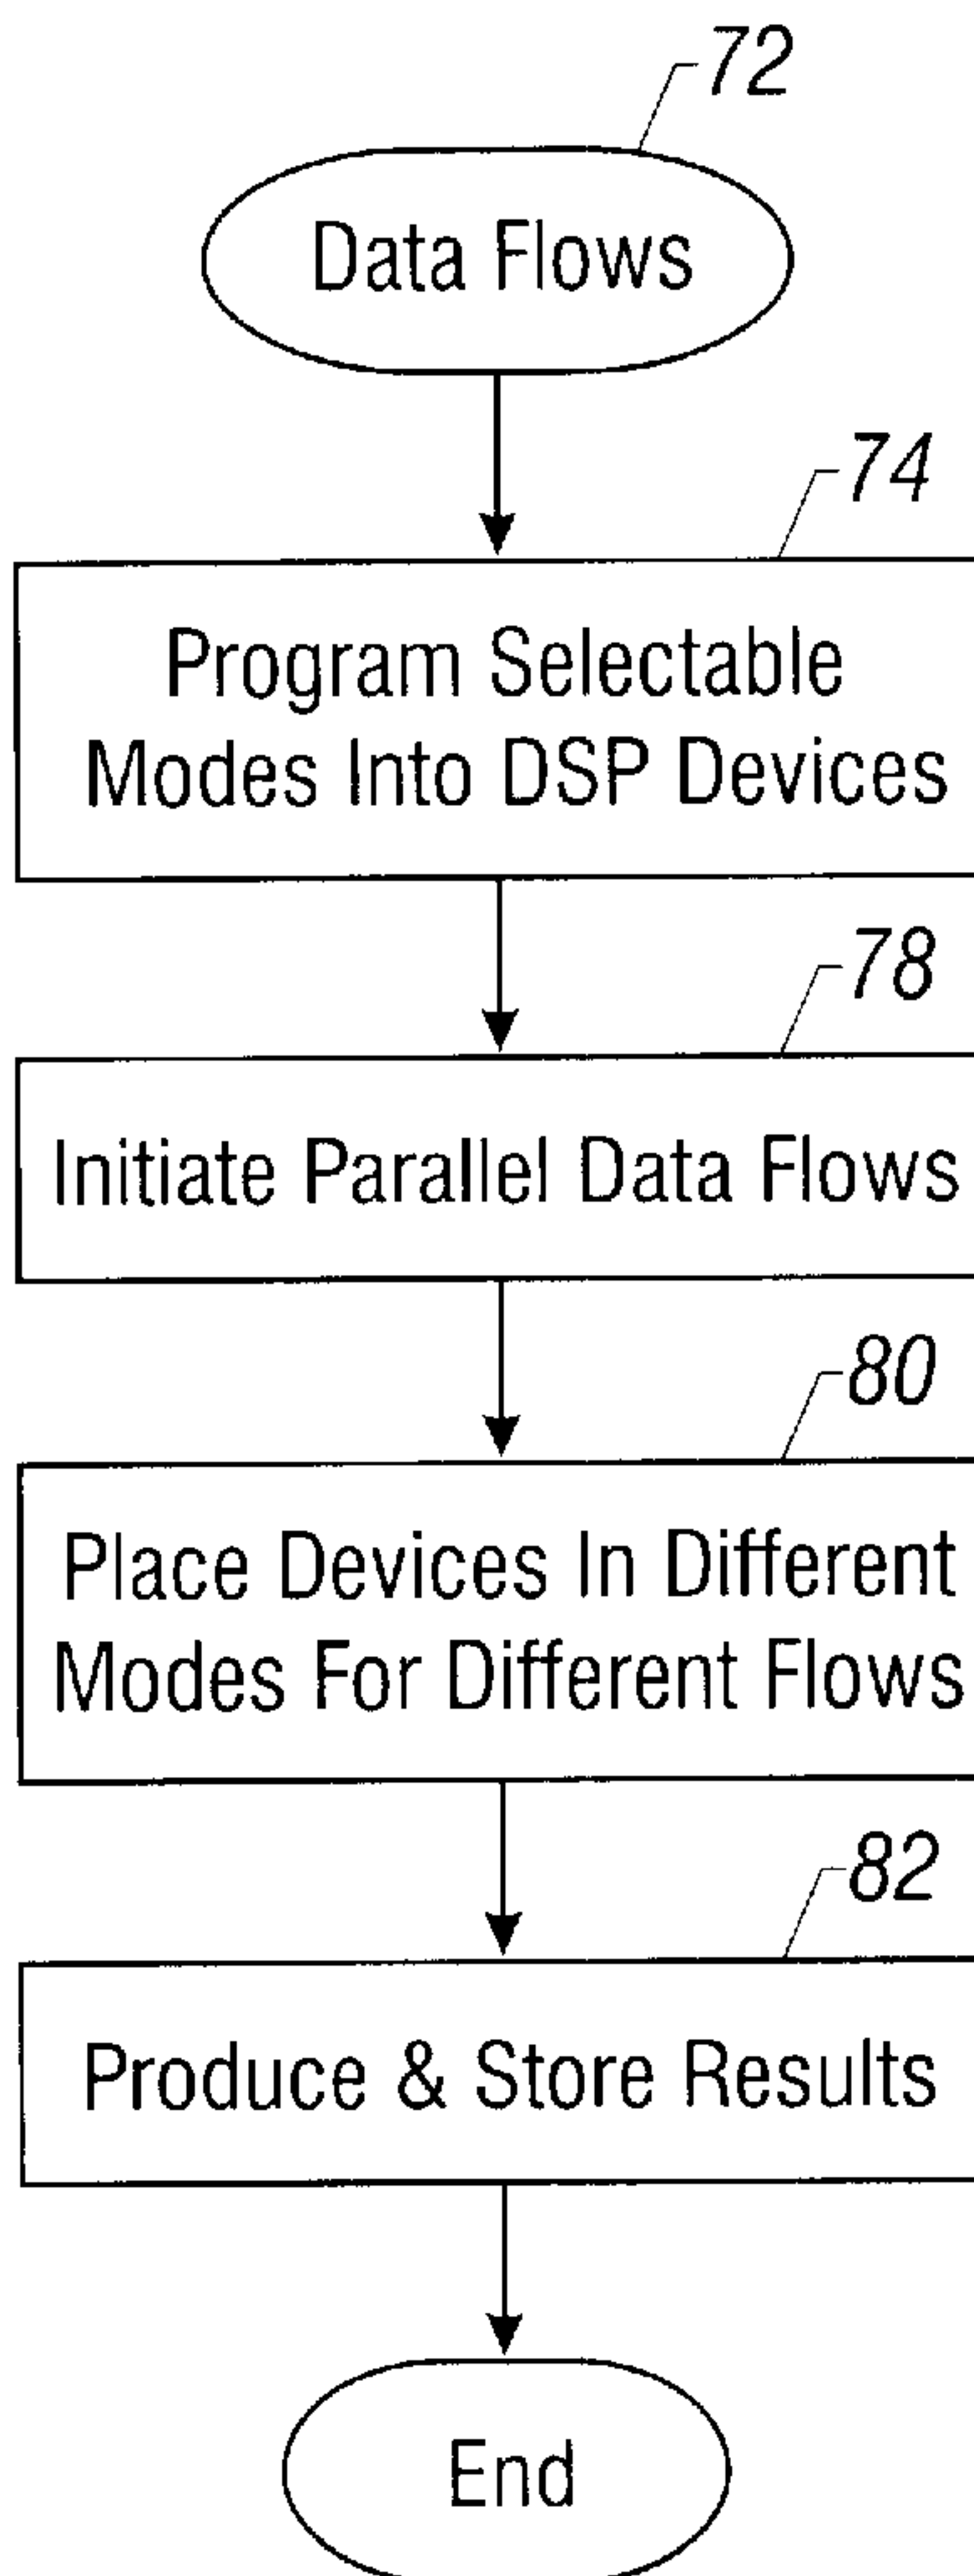 72
Data Flows
74
Program Selectable
Modes Into DSP Devices
78
Initiate Parallel Data Flows
80
Place Devices In Different
Modes For Different Flows
82
Produce & Store Results
End